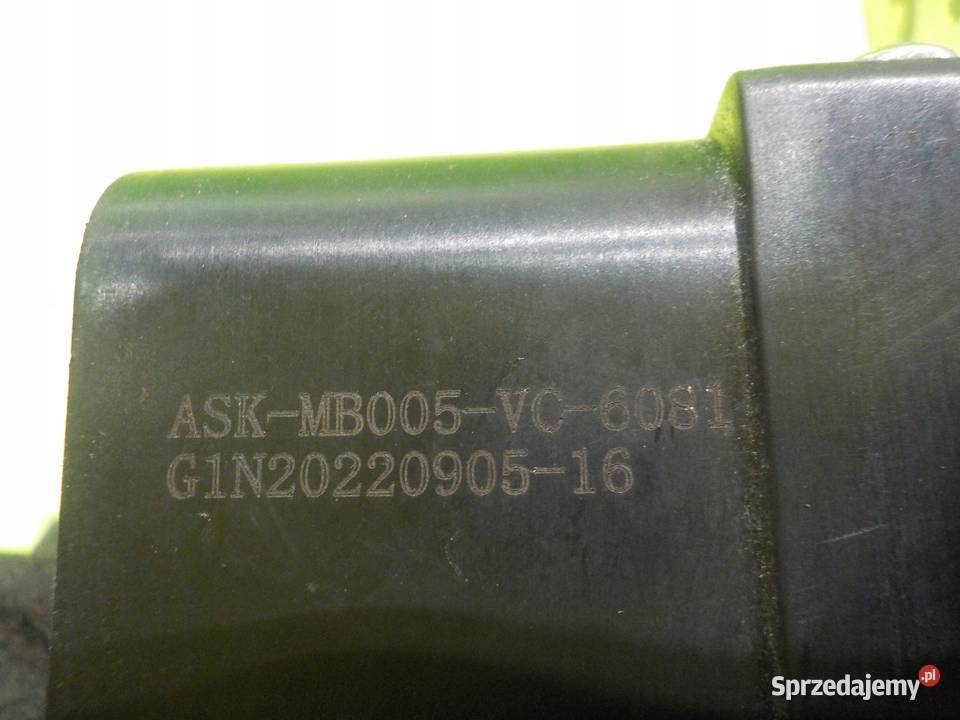 ASK-MB005-VC-6081
G1N20220905-16
Sprzedajemy.pl